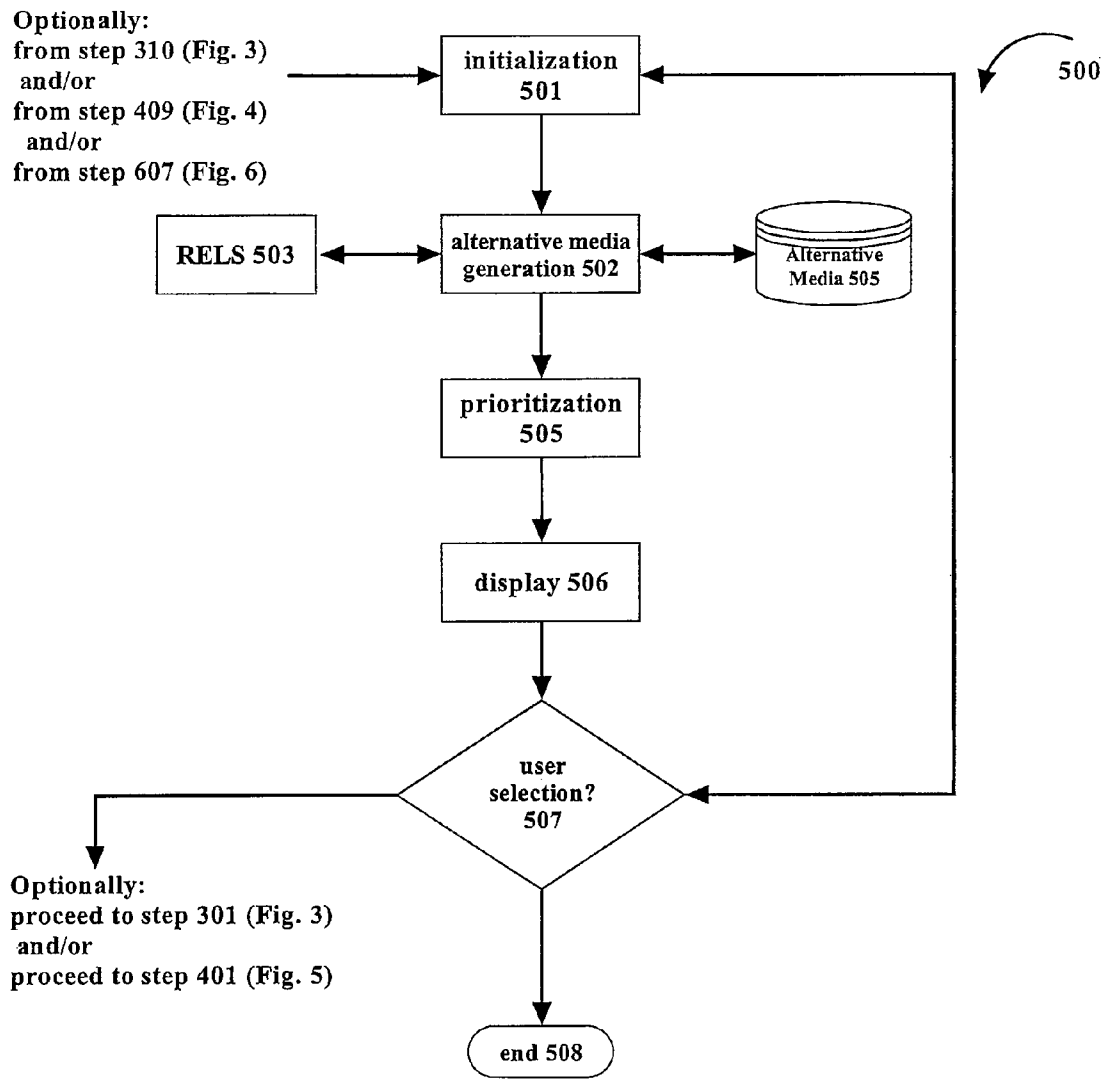 Optionally:
from step 310 (Fig. 3)
and/or
from step 409 (Fig. 4)
and/or
from step 607 (Fig. 6)
initialization
501
500
RELS 503
alternative media
generation 502
Alternative
Media 505
prioritization
505
display 506
user
selection?
507
Optionally:
proceed to step 301 (Fig. 3)
and/or
proceed to step 401 (Fig. 5)
end 508